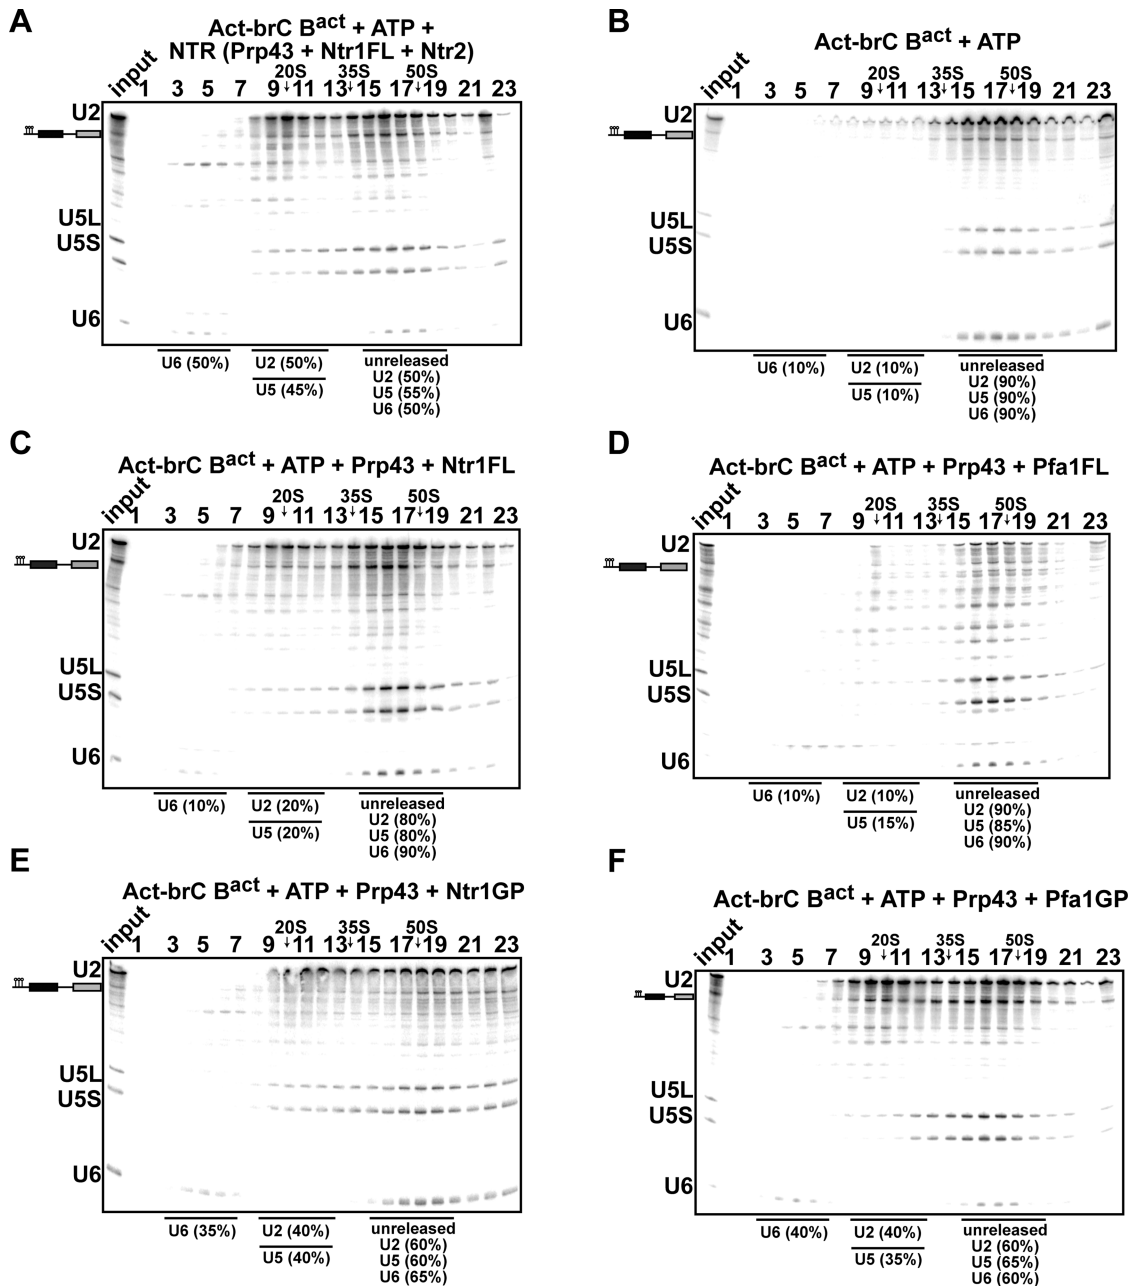 A
Act-brC Bact + ATP +
NTR (Prp43 + Ntr1FL + Ntr2)
20S 35S 50S
input 1 3 5 7 9 11 13 15 17 19 21 23
U2
U5L
U5S
U6
U6 (50%)
U2 (50%)
U5 (45%)
unreleased
U2 (50%)
U5 (55%)
U6 (50%)
B
Act-brC Bact + ATP
20S 35S 50S
input 1 3 5 7 9 11 13 15 17 19 21 23
U2
U5L
U5S
U6
U6 (10%)
U2 (10%)
U5 (10%)
unreleased
U2 (90%)
U5 (90%)
U6 (90%)
C
Act-brC Bact + ATP + Prp43 + Ntr1FL
20S 35S 50S
input 1 3 5 7 9 11 13 15 17 19 21 23
U2
U5L
U5S
U6
U6 (10%)
U2 (20%)
U5 (20%)
unreleased
U2 (80%)
U5 (80%)
U6 (90%)
D
Act-brC Bact + ATP + Prp43 + Pfa1FL
20S 35S 50S
input 1 3 5 7 9 11 13 15 17 19 21 23
U2
U5L
U5S
U6
U6 (10%)
U2 (10%)
U5 (15%)
unreleased
U2 (90%)
U5 (85%)
U6 (90%)
E
Act-brC Bact + ATP + Prp43 + Ntr1GP
20S 35S 50S
input 1 3 5 7 9 11 13 15 17 19 21 23
U2
U5L
U5S
U6
U6 (35%)
U2 (40%)
U5 (40%)
unreleased
U2 (60%)
U5 (60%)
U6 (65%)
F
Act-brC Bact + ATP + Prp43 + Pfa1GP
20S 35S 50S
input 1 3 5 7 9 11 13 15 17 19 21 23
U2
U5L
U5S
U6
U6 (40%)
U2 (40%)
U5 (35%)
unreleased
U2 (60%)
U5 (65%)
U6 (60%)